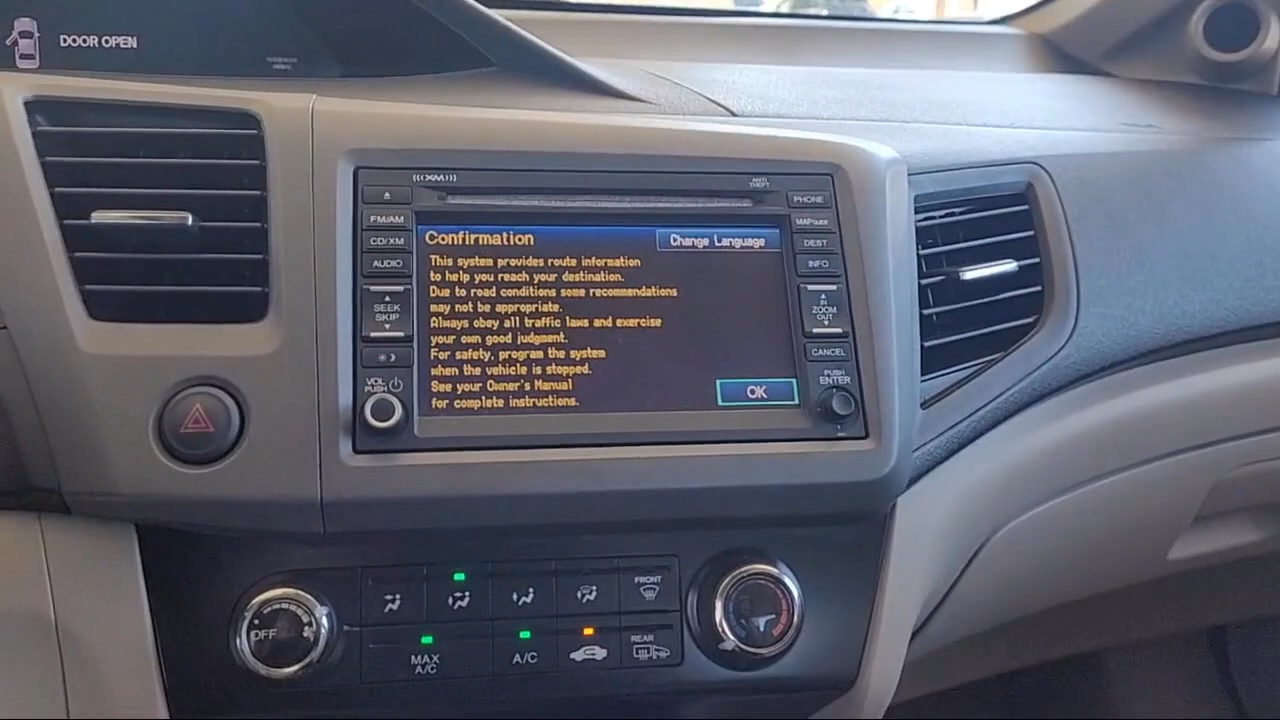 DOOR OPEN
PASSENGER
AIRBAG
(((XM)))
ANTI
THEFT
FM/AM
CD/XM
AUDIO
SEEK
SKIP
VOL
PUSH
Confirmation
Change Language
This system provides route information
to help you reach your destination.
Due to road conditions some recommendations
may not be appropriate.
Always obey all traffic laws and exercise
your own good judgment.
For safety, program the system
when the vehicle is stopped.
See your Owner's Manual
for complete instructions.
OK
PHONE
MAP/GUIDE
DEST
INFO
IN
ZOOM
OUT
CANCEL
PUSH
ENTER
OFF
FRONT
MAX
A/C
A/C
REAR